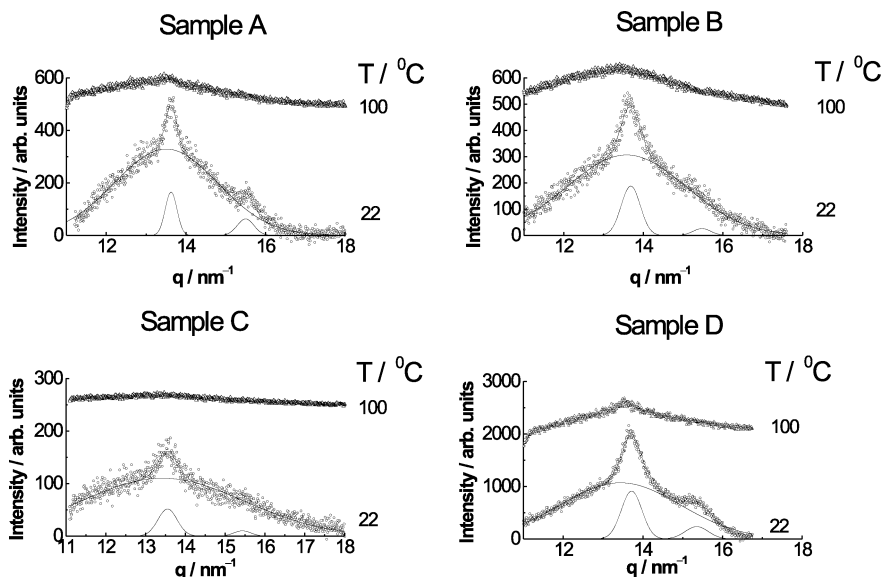 Sample A
Intensity / arb. units
600
400
200
0
12
14
16
18
q / nm⁻¹
T / ⁰C
100
22
Sample B
Intensity / arb. units
600
500
400
300
200
100
0
12
14
16
18
q / nm⁻¹
T / ⁰C
100
22
Sample C
Intensity / arb. units
300
200
100
0
11
12
13
14
15
16
17
18
q / nm⁻¹
T / ⁰C
100
22
Sample D
Intensity / arb. units
3000
2000
1000
0
12
14
16
18
q / nm⁻¹
T / ⁰C
100
22